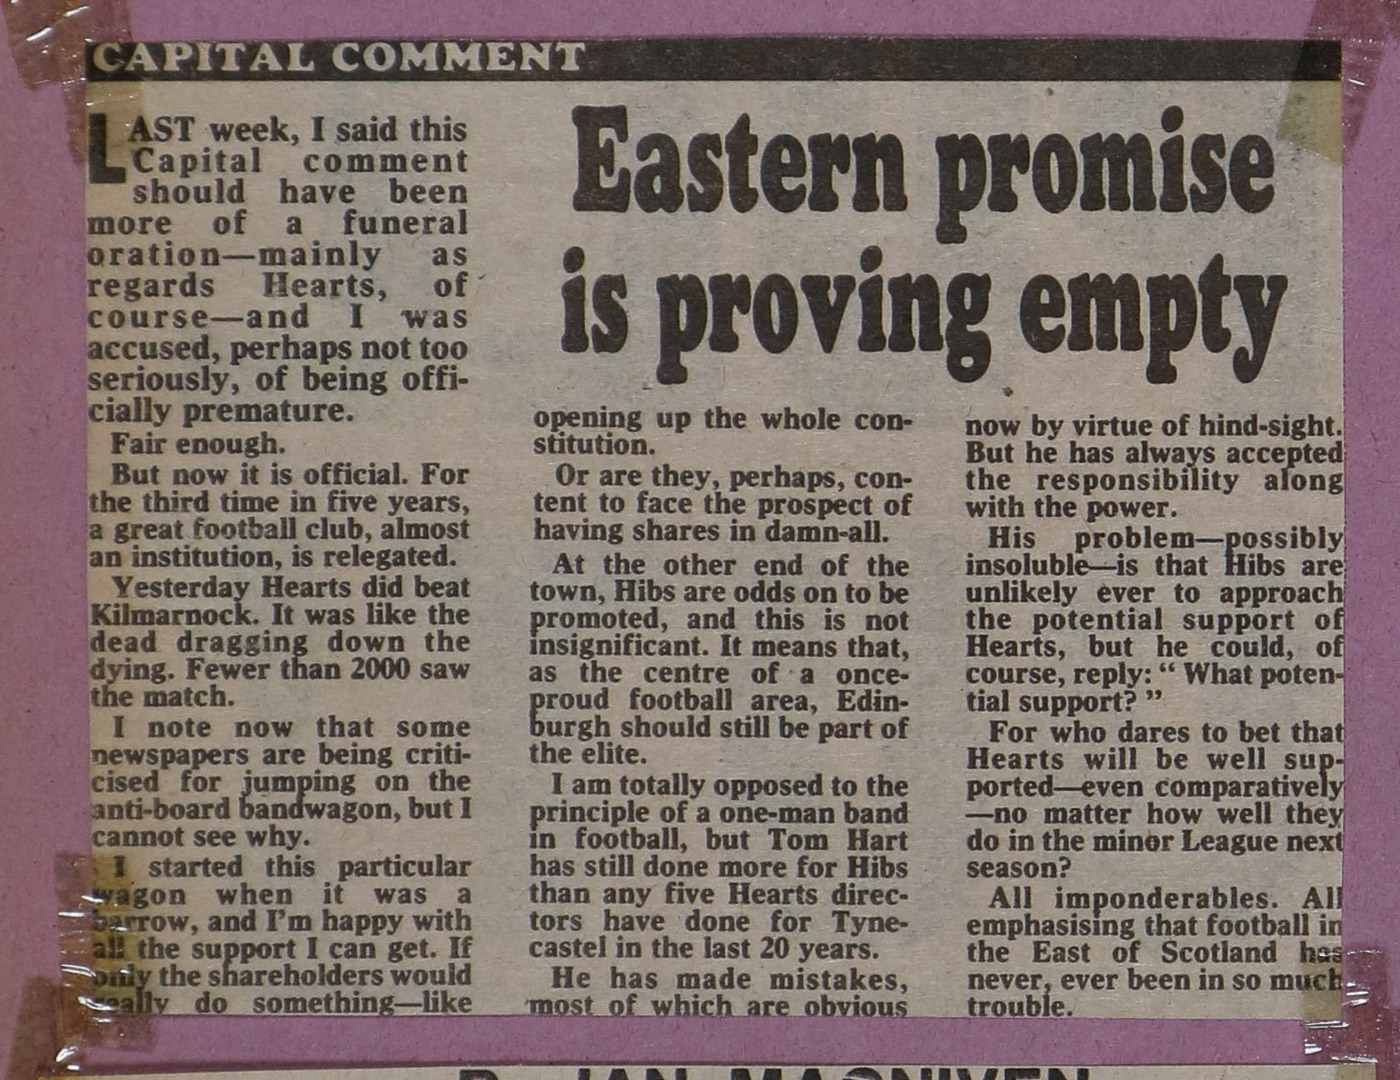 CAPITAL COMMENT
Eastern promise
is proving empty
LAST week, I said this
Capital comment
should have been
more of a funeral
oration—mainly as
regards Hearts, of
course—and I was
accused, perhaps not too
seriously, of being offi-
cially premature.
Fair enough.
But now it is official. For
the third time in five years,
a great football club, almost
an institution, is relegated.
Yesterday Hearts did beat
Kilmarnock. It was like the
dead dragging down the
dying. Fewer than 2000 saw
the match.
I note now that some
newspapers are being criti-
cised for jumping on the
anti-board bandwagon, but I
cannot see why.
I started this particular
wagon when it was a
barrow, and I'm happy with
all the support I can get. If
only the shareholders would
really do something—like
opening up the whole con-
stitution.
Or are they, perhaps, con-
tent to face the prospect of
having shares in damn-all.
At the other end of the
town, Hibs are odds on to be
promoted, and this is not
insignificant. It means that,
as the centre of a once-
proud football area, Edin-
burgh should still be part of
the elite.
I am totally opposed to the
principle of a one-man band
in football, but Tom Hart
has still done more for Hibs
than any five Hearts direc-
tors have done for Tyne-
castel in the last 20 years.
He has made mistakes,
most of which are obvious
now by virtue of hind-sight.
But he has always accepted
the responsibility along
with the power.
His problem—possibly
insoluble—is that Hibs are
unlikely ever to approach
the potential support of
Hearts, but he could, of
course, reply: “ What poten-
tial support? ”
For who dares to bet that
Hearts will be well sup-
ported—even comparatively
—no matter how well they
do in the minor League next
season?
All imponderables. All
emphasising that football in
the East of Scotland has
never, ever been in so much
trouble.
IAN MACNIVEN